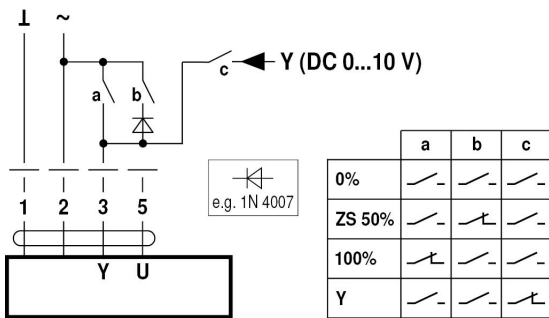 ⊥ ~
a b c Y (DC 0...10 V)
1 2 3 5
Y U
e.g. 1N 4007
a b c
0%
ZS 50%
100%
Y